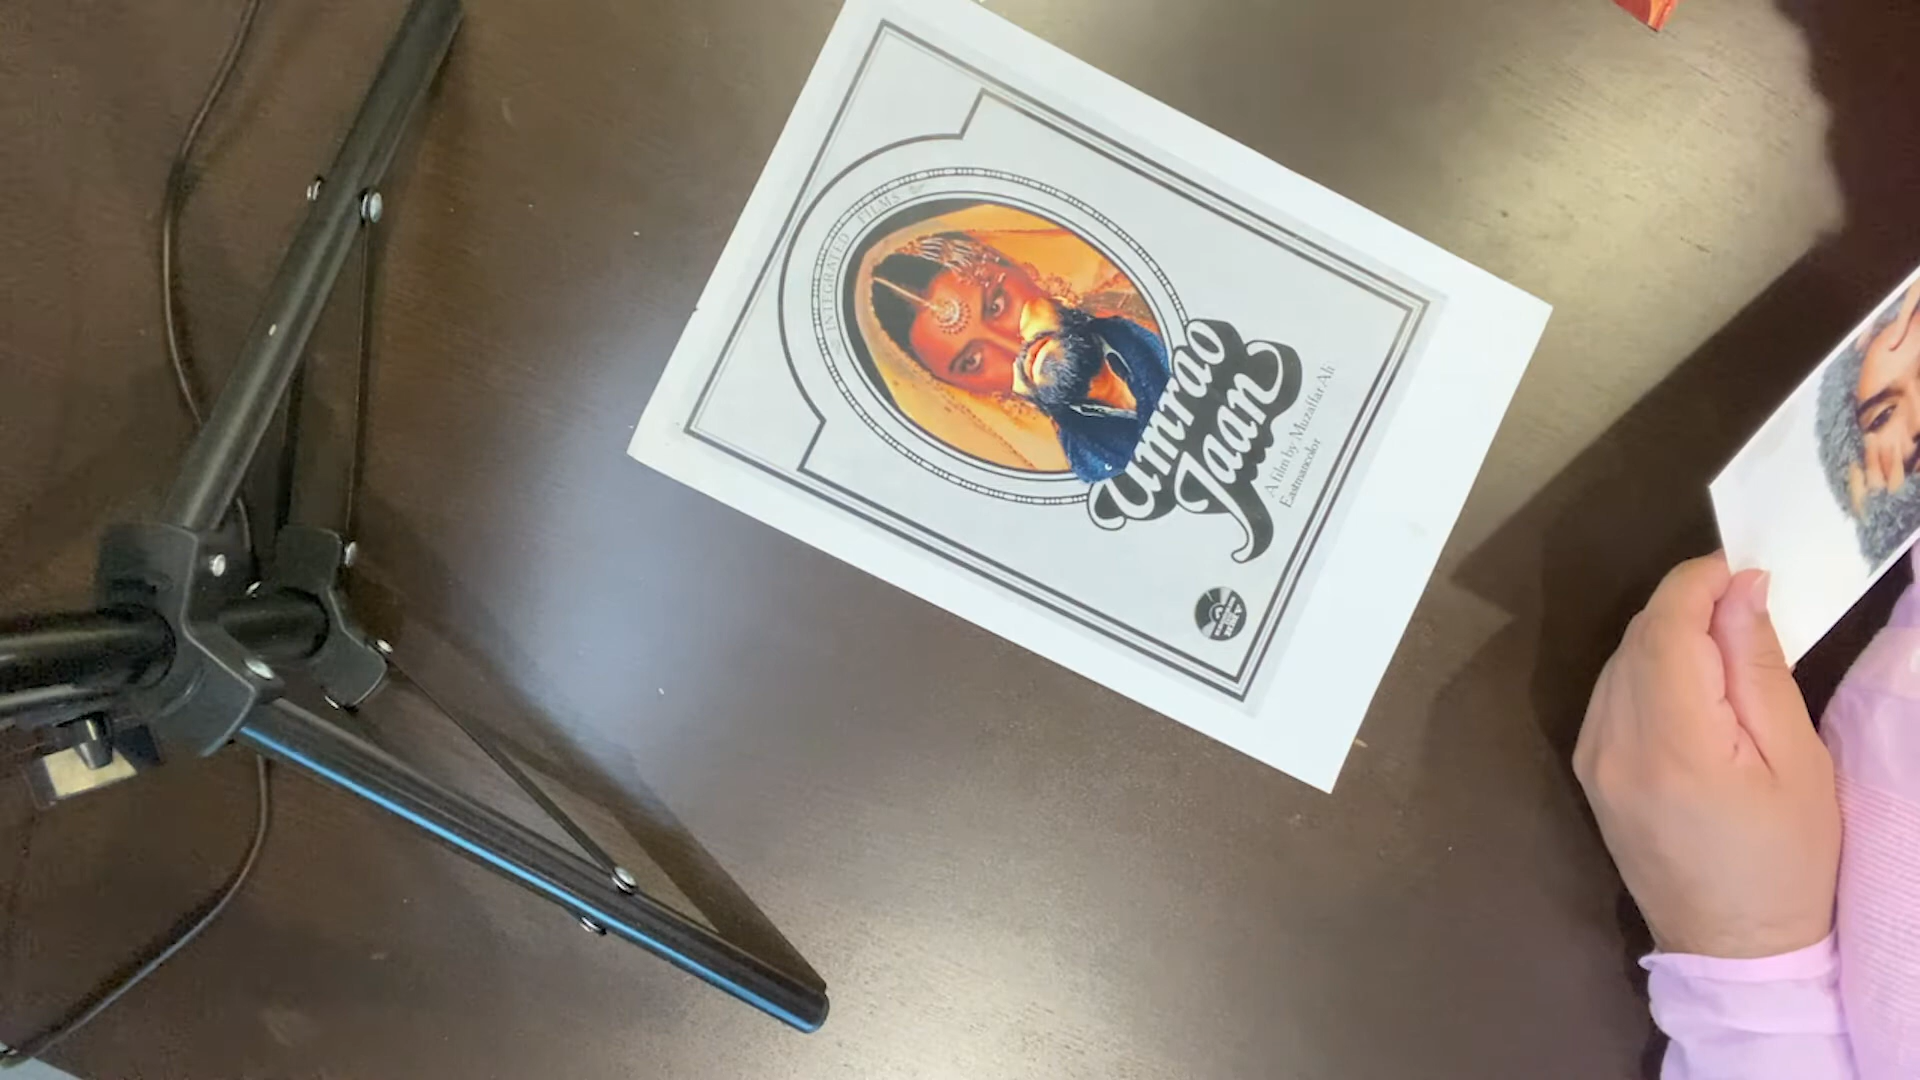 INTEGRATED FILMS
Umrao
Jaan
A film by Muzaffar Ali
Eastmancolor